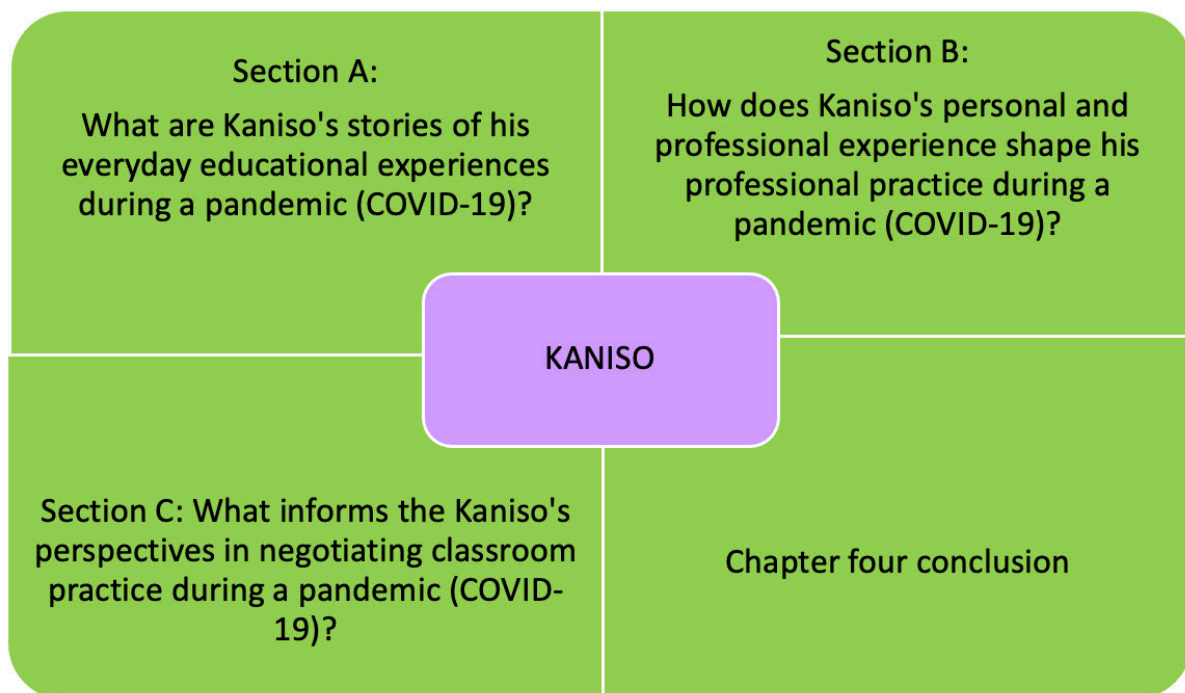 Section A:
What are Kaniso's stories of his
everyday educational experiences
during a pandemic (COVID-19)?
Section B:
How does Kaniso's personal and
professional experience shape his
professional practice during a
pandemic (COVID-19)?
KANISO
Section C: What informs the Kaniso's
perspectives in negotiating classroom
practice during a pandemic (COVID-
19)?
Chapter four conclusion